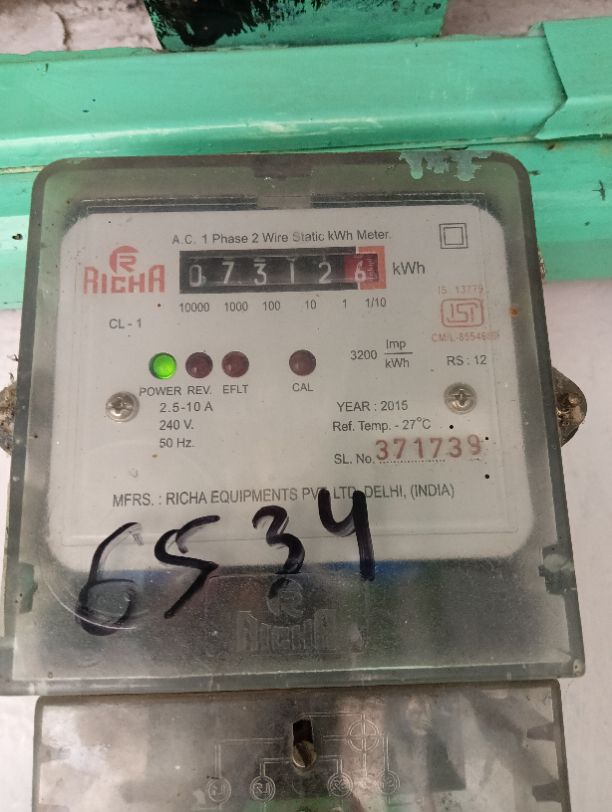 A.C. 1 Phase 2 Wire Static kWh Meter.
RICHA
073126 kWh
10000 1000 100 10 1 1/10
IS 13779
CL - 1
ISI
3200 Imp/kWh
RS : 12
POWER REV. EFLT CAL
2.5-10 A
YEAR : 2015
240 V.
Ref. Temp. - 27°C
50 Hz.
SL. No. 371739
MFRS. : RICHA EQUIPMENTS PVT. LTD. DELHI, (INDIA)
6534
RICHA